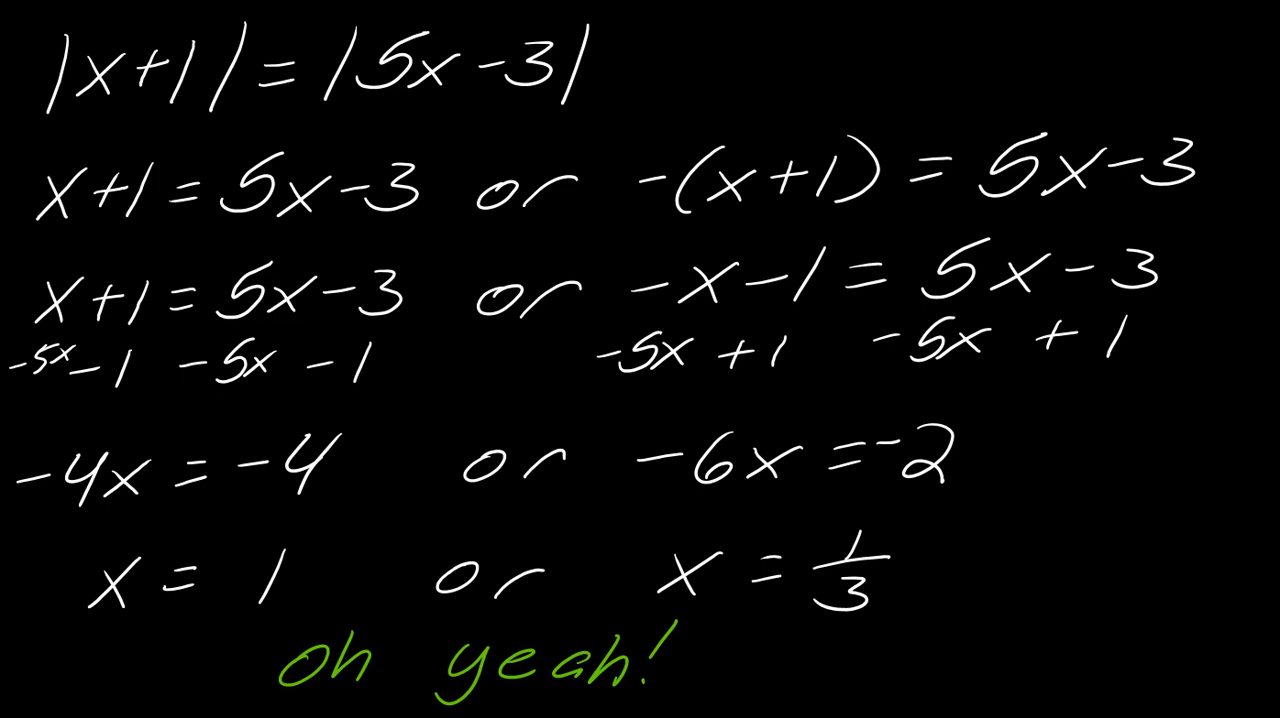 |x+1|=|5x-3|
x+1=5x-3 or -(x+1)=5x-3
x+1=5x-3 or -x-1=5x-3
-5x-1 -5x-1 -5x+1 -5x+1
-4x=-4 or -6x=-2
x=1 or x=1/3
oh yeah!